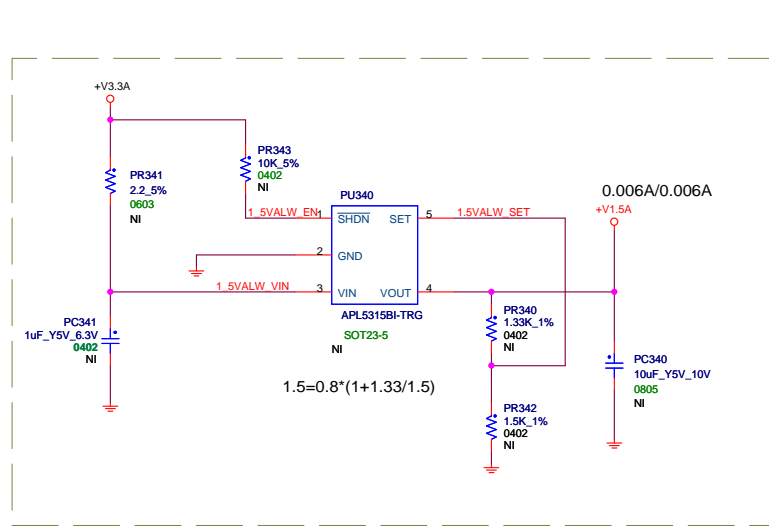 +V3.3A
PR343
10K_5%
0402
NI
PR341
2.2_5%
0603
NI
PU340
0.006A/0.006A
+V1.5A
1_5VALW_EN
1
SHDN
SET
5
1.5VALW_SET
2
GND
1_5VALW_VIN
3
VIN
VOUT
4
APL5315BI-TRG
SOT23-5
NI
PC341
1uF_Y5V_6.3V
0402
NI
PR340
1.33K_1%
0402
NI
PC340
10uF_Y5V_10V
0805
NI
1.5=0.8*(1+1.33/1.5)
PR342
1.5K_1%
0402
NI